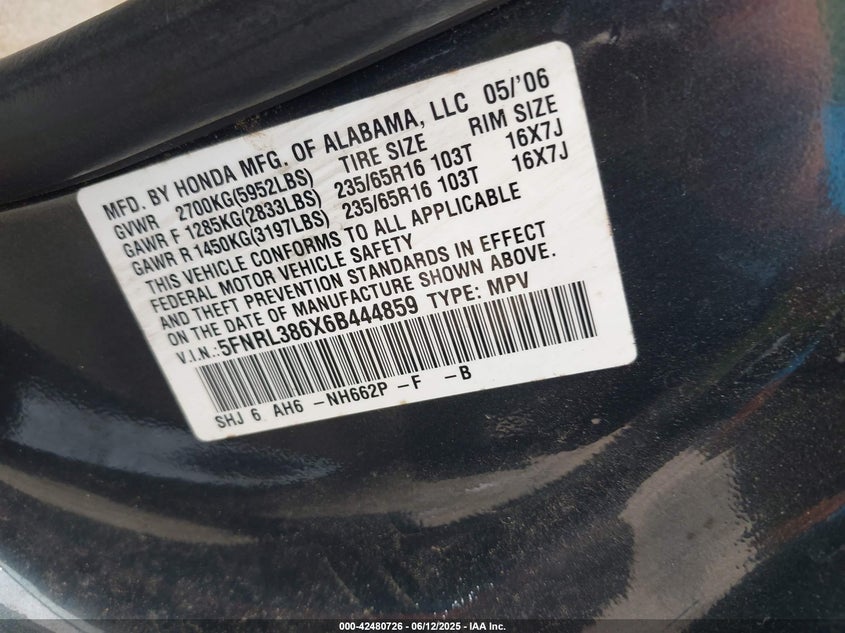 MFD. BY HONDA MFG. OF ALABAMA, LLC 05/'06
GVWR 2700KG(5952LBS) TIRE SIZE RIM SIZE
GAWR F 1285KG(2833LBS) 235/65R16 103T 16X7J
GAWR R 1450KG(3197LBS) 235/65R16 103T 16X7J
THIS VEHICLE CONFORMS TO ALL APPLICABLE
FEDERAL MOTOR VEHICLE SAFETY
AND THEFT PREVENTION STANDARDS IN EFFECT
ON THE DATE OF MANUFACTURE SHOWN ABOVE.
V.I.N.:5FNRL386X6B444859 TYPE: MPV
SHJ 6 AH6 -NH662P -F -B
000-42480726 - 06/12/2025 - IAA Inc.